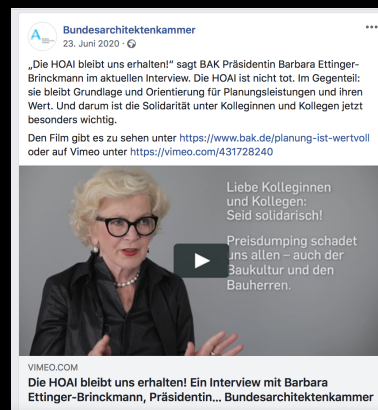 Bundesarchitektenkammer
23. Juni 2020 ·
„Die HOAI bleibt uns erhalten!“ sagt BAK Präsidentin Barbara Ettinger-
Brinckmann im aktuellen Interview. Die HOAI ist nicht tot. Im Gegenteil:
sie bleibt Grundlage und Orientierung für Planungsleistungen und ihren
Wert. Und darum ist die Solidarität unter Kolleginnen und Kollegen jetzt
besonders wichtig.
Den Film gibt es zu sehen unter https://www.bak.de/planung-ist-wertvoll
oder auf Vimeo unter https://vimeo.com/431728240
Liebe Kolleginnen
und Kollegen:
Seid solidarisch!
Preisdumping schadet
uns allen – auch der
Baukultur und den
Bauherren.
VIMEO.COM
Die HOAI bleibt uns erhalten! Ein Interview mit Barbara
Ettinger-Brinckmann, Präsidentin... Bundesarchitektenkammer